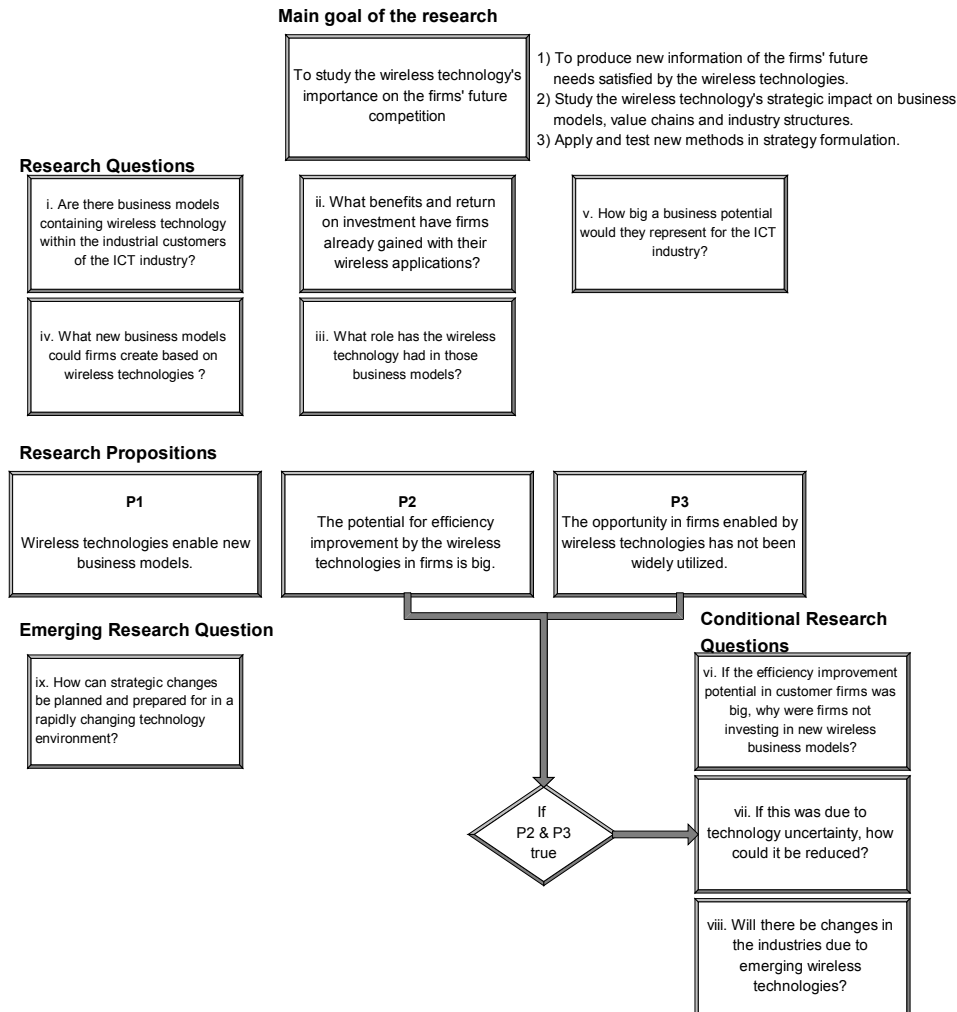 Main goal of the research
To study the wireless technology's
importance on the firms' future
competition
1) To produce new information of the firms' future
needs satisfied by the wireless technologies.
2) Study the wireless technology's strategic impact on business
models, value chains and industry structures.
3) Apply and test new methods in strategy formulation.
Research Questions
i. Are there business models
containing wireless technology
within the industrial customers
of the ICT industry?
ii. What benefits and return
on investment have firms
already gained with their
wireless applications?
v. How big a business potential
would they represent for the ICT
industry?
iv. What new business models
could firms create based on
wireless technologies ?
iii. What role has the wireless
technology had in those
business models?
Research Propositions
P1
Wireless technologies enable new
business models.
P2
The potential for efficiency
improvement by the wireless
technologies in firms is big.
P3
The opportunity in firms enabled by
wireless technologies has not been
widely utilized.
Emerging Research Question
ix. How can strategic changes
be planned and prepared for in a
rapidly changing technology
environment?
If
P2 & P3
true
Conditional Research
Questions
vi. If the efficiency improvement
potential in customer firms was
big, why were firms not
investing in new wireless
business models?
vii. If this was due to
technology uncertainty, how
could it be reduced?
viii. Will there be changes in
the industries due to
emerging wireless
technologies?